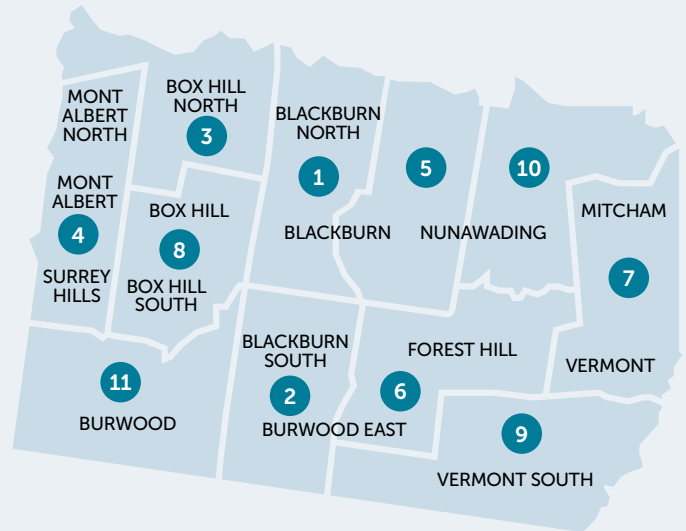 MONT
ALBERT
NORTH
BOX HILL
NORTH
3
BLACKBURN
NORTH
1
5
10
MONT
ALBERT
4
SURREY
HILLS
BOX HILL
8
BOX HILL
SOUTH
BLACKBURN
NUNAWADING
MITCHAM
7
VERMONT
11
BURWOOD
BLACKBURN
SOUTH
2
BURWOOD EAST
FOREST HILL
6
9
VERMONT SOUTH